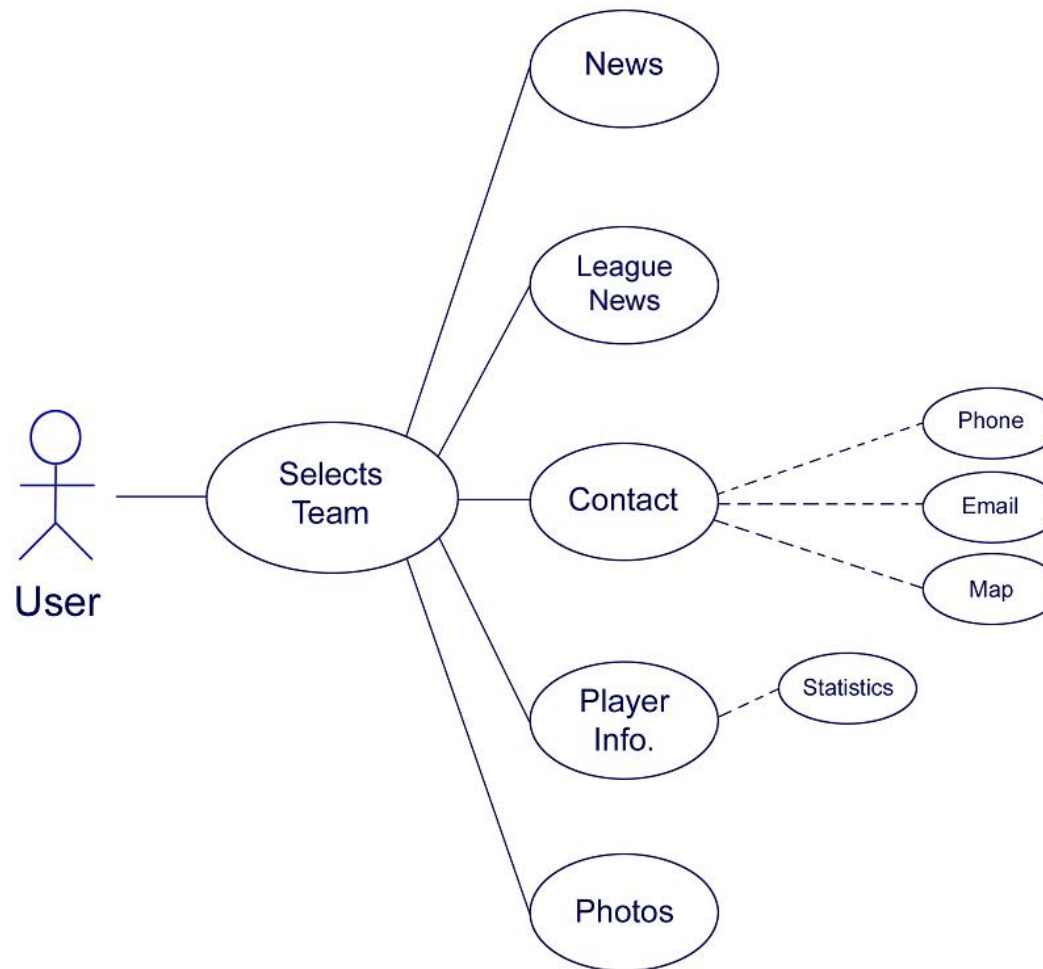 News
League
News
Selects
Team
Contact
Phone
Email
Map
User
Player
Info.
Statistics
Photos